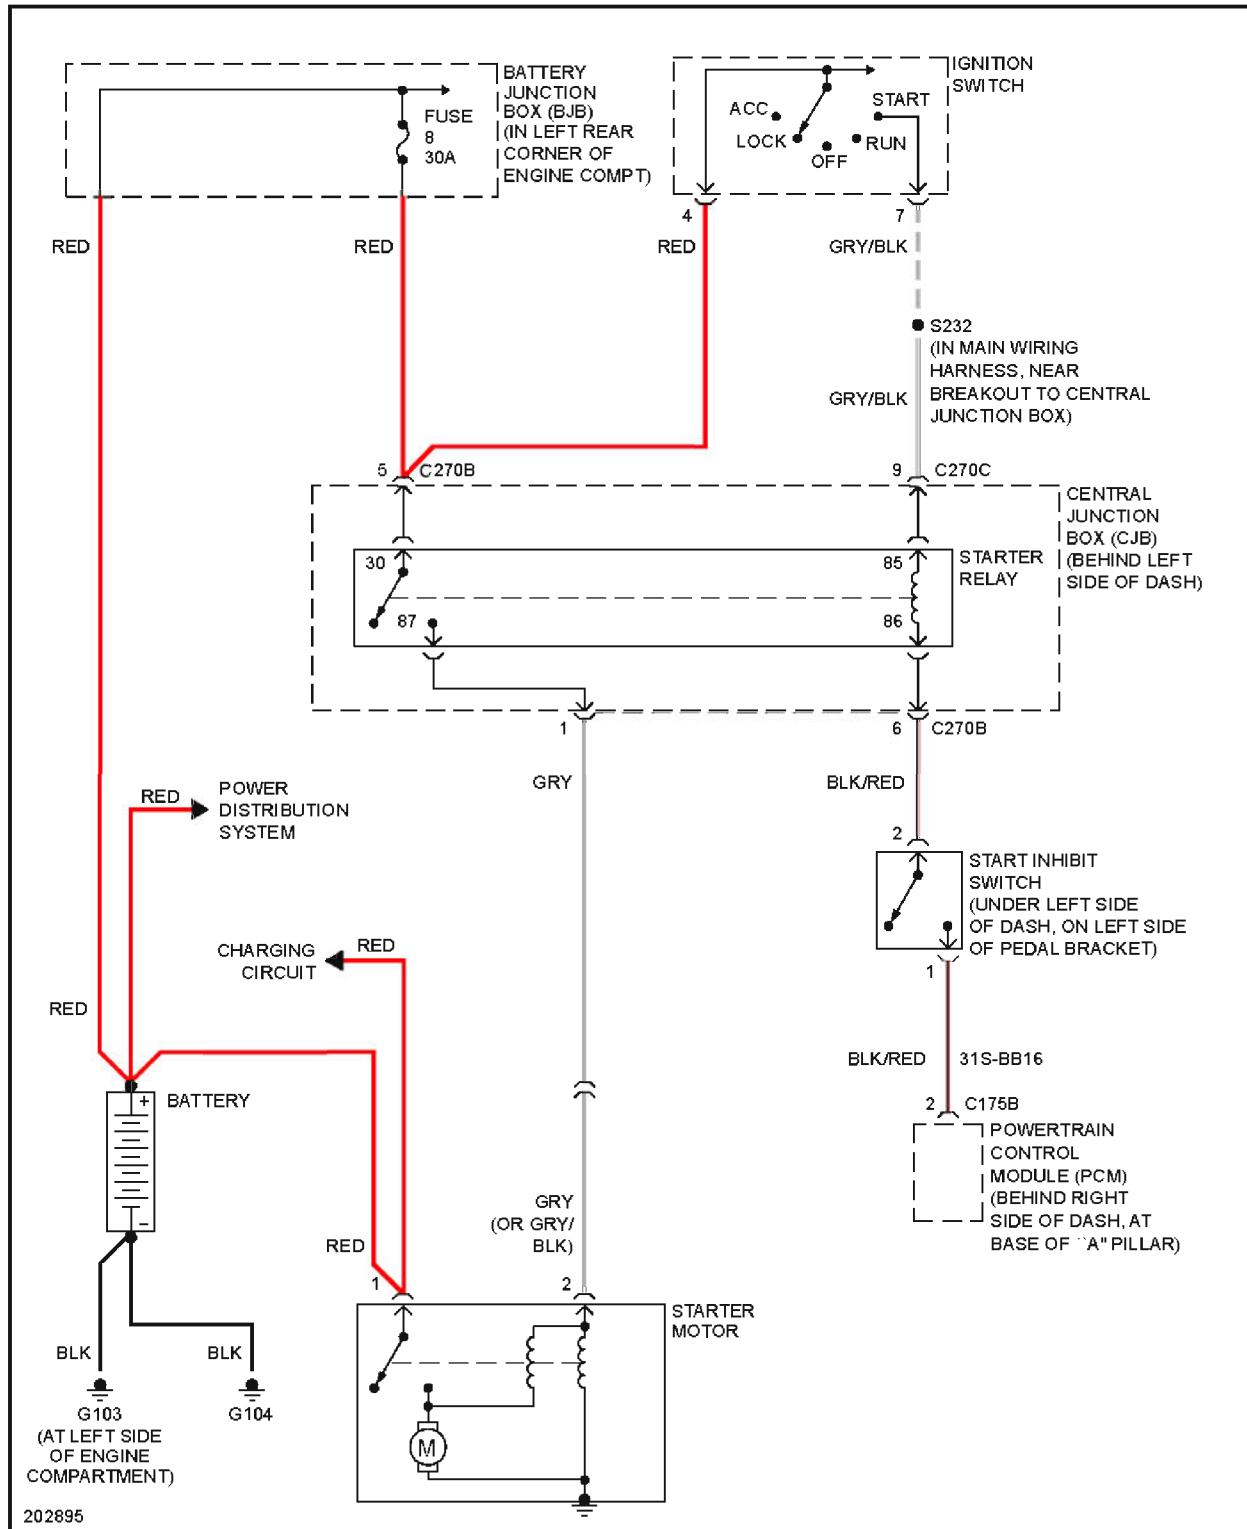 BATTERY
JUNCTION
BOX (BJB)
(IN LEFT REAR
CORNER OF
ENGINE COMPT)
FUSE
8
30A
IGNITION
SWITCH
ACC
START
LOCK
RUN
OFF
4
7
RED
RED
RED
GRY/BLK
S232
(IN MAIN WIRING
HARNESS, NEAR
BREAKOUT TO CENTRAL
JUNCTION BOX)
GRY/BLK
5
C270B
9
C270C
CENTRAL
JUNCTION
BOX (CJB)
(BEHIND LEFT
SIDE OF DASH)
30
85
STARTER
RELAY
87
86
1
6
C270B
GRY
BLK/RED
RED
POWER
DISTRIBUTION
SYSTEM
2
START INHIBIT
SWITCH
(UNDER LEFT SIDE
OF DASH, ON LEFT SIDE
OF PEDAL BRACKET)
CHARGING
CIRCUIT
RED
1
RED
BLK/RED
31S-BB16
+
BATTERY
-
2
C175B
POWERTRAIN
CONTROL
MODULE (PCM)
(BEHIND RIGHT
SIDE OF DASH, AT
BASE OF ``A" PILLAR)
GRY
(OR GRY/
BLK)
RED
1
2
STARTER
MOTOR
BLK
BLK
G103
(AT LEFT SIDE
OF ENGINE
COMPARTMENT)
G104
M
202895